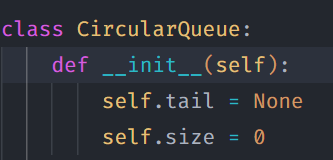 class CircularQueue:
    def __init__(self):
        self.tail = None
        self.size = 0